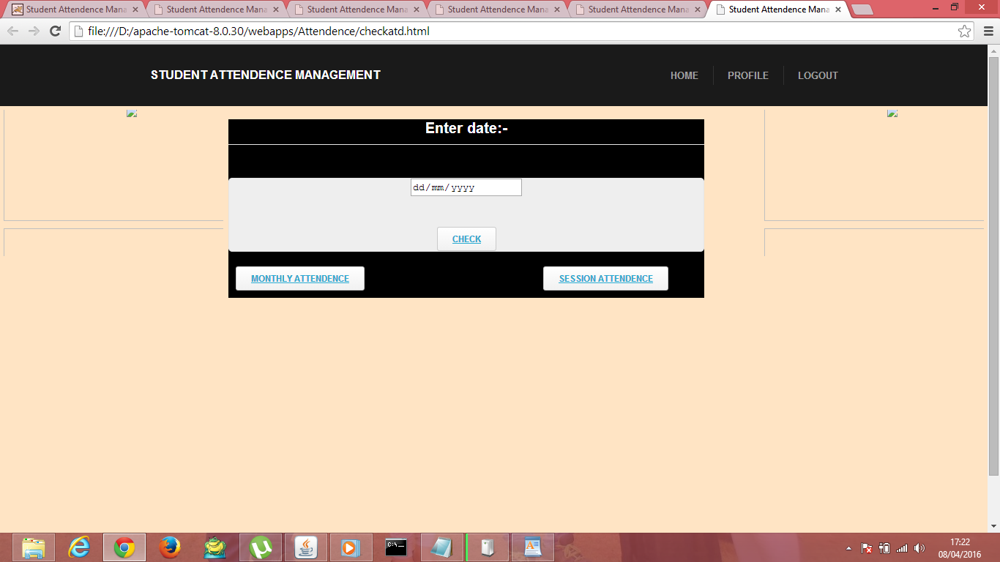 Student Attendence Mana
Student Attendence Mana
Student Attendence Mana
Student Attendence Mana
Student Attendence Mana
Student Attendence Mana
file:///D:/apache-tomcat-8.0.30/webapps/Attendence/checkatd.html
STUDENT ATTENDENCE MANAGEMENT
HOME
PROFILE
LOGOUT
Enter date:-
dd/mm/yyyy
CHECK
MONTHLY ATTENDENCE
SESSION ATTENDENCE
C:\_
17:22
08/04/2016